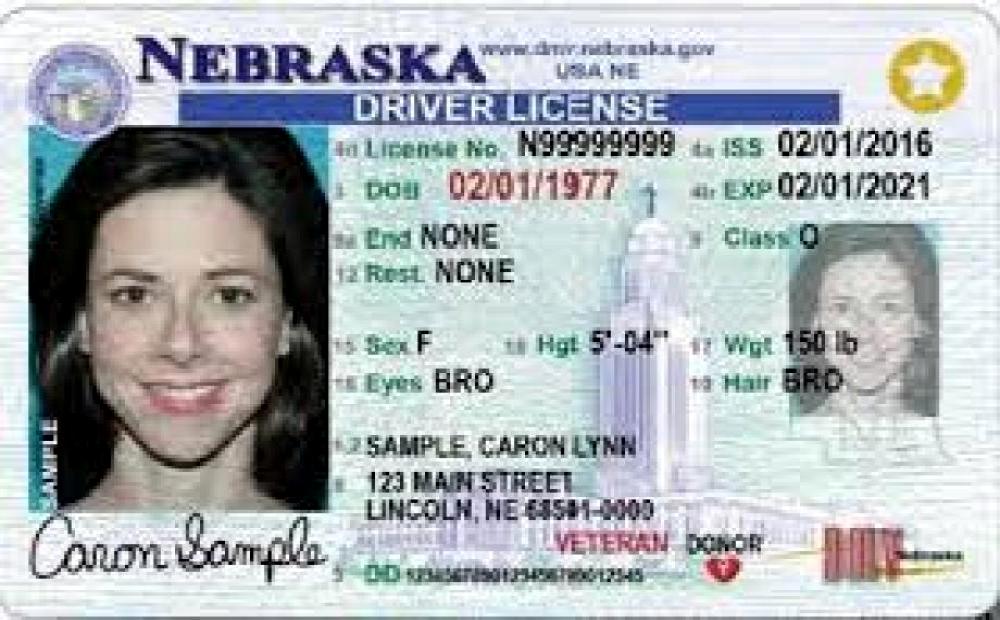 NEBRASKA
www.dmv.nebraska.gov
USA NE
DRIVER LICENSE
4d License No. N99999999 4a ISS 02/01/2016
3 DOB 02/01/1977 4b EXP 02/01/2021
9a End NONE 9 Class O
12 Rest. NONE
15 Sex F 16 Hgt 5'-04" 17 Wgt 150 lb
18 Eyes BRO 19 Hair BRO
1,2 SAMPLE, CARON LYNN
8 123 MAIN STREET
LINCOLN, NE
VETERAN DONOR
5 DD
SAMPLE
Caron Sample
DMV Nebraska